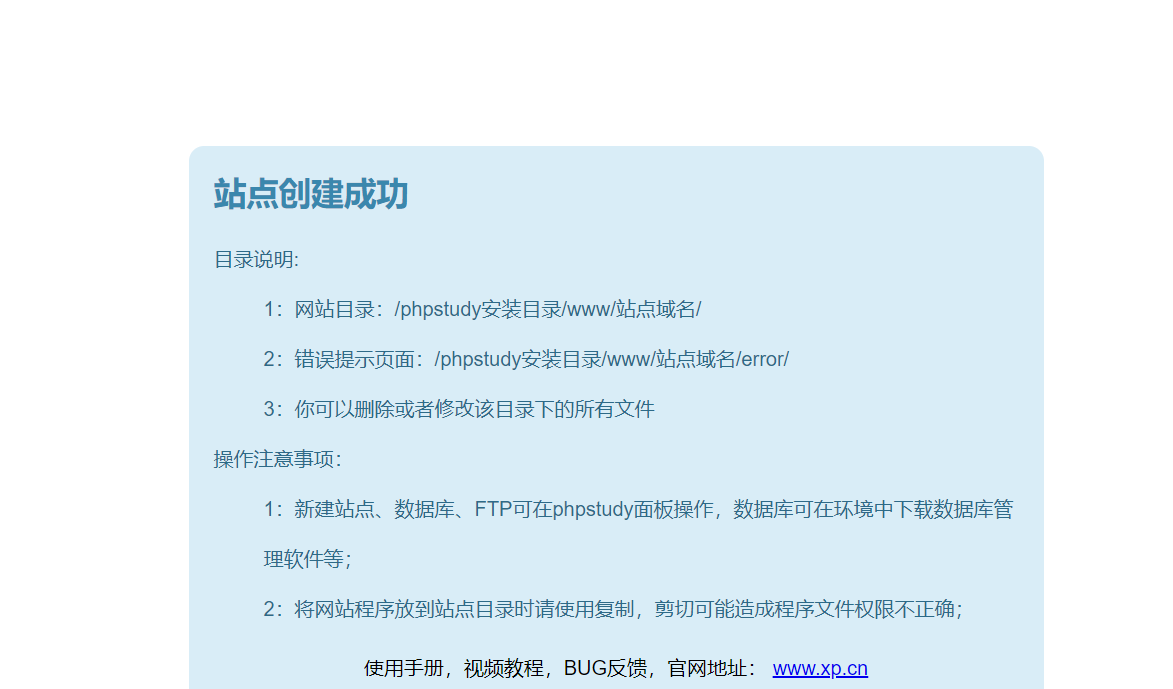 站点创建成功
目录说明:
1：网站目录：/phpstudy安装目录/www/站点域名/
2：错误提示页面：/phpstudy安装目录/www/站点域名/error/
3：你可以删除或者修改该目录下的所有文件
操作注意事项：
1：新建站点、数据库、FTP可在phpstudy面板操作，数据库可在环境中下载数据库管
理软件等；
2：将网站程序放到站点目录时请使用复制，剪切可能造成程序文件权限不正确；
使用手册，视频教程，BUG反馈，官网地址： www.xp.cn